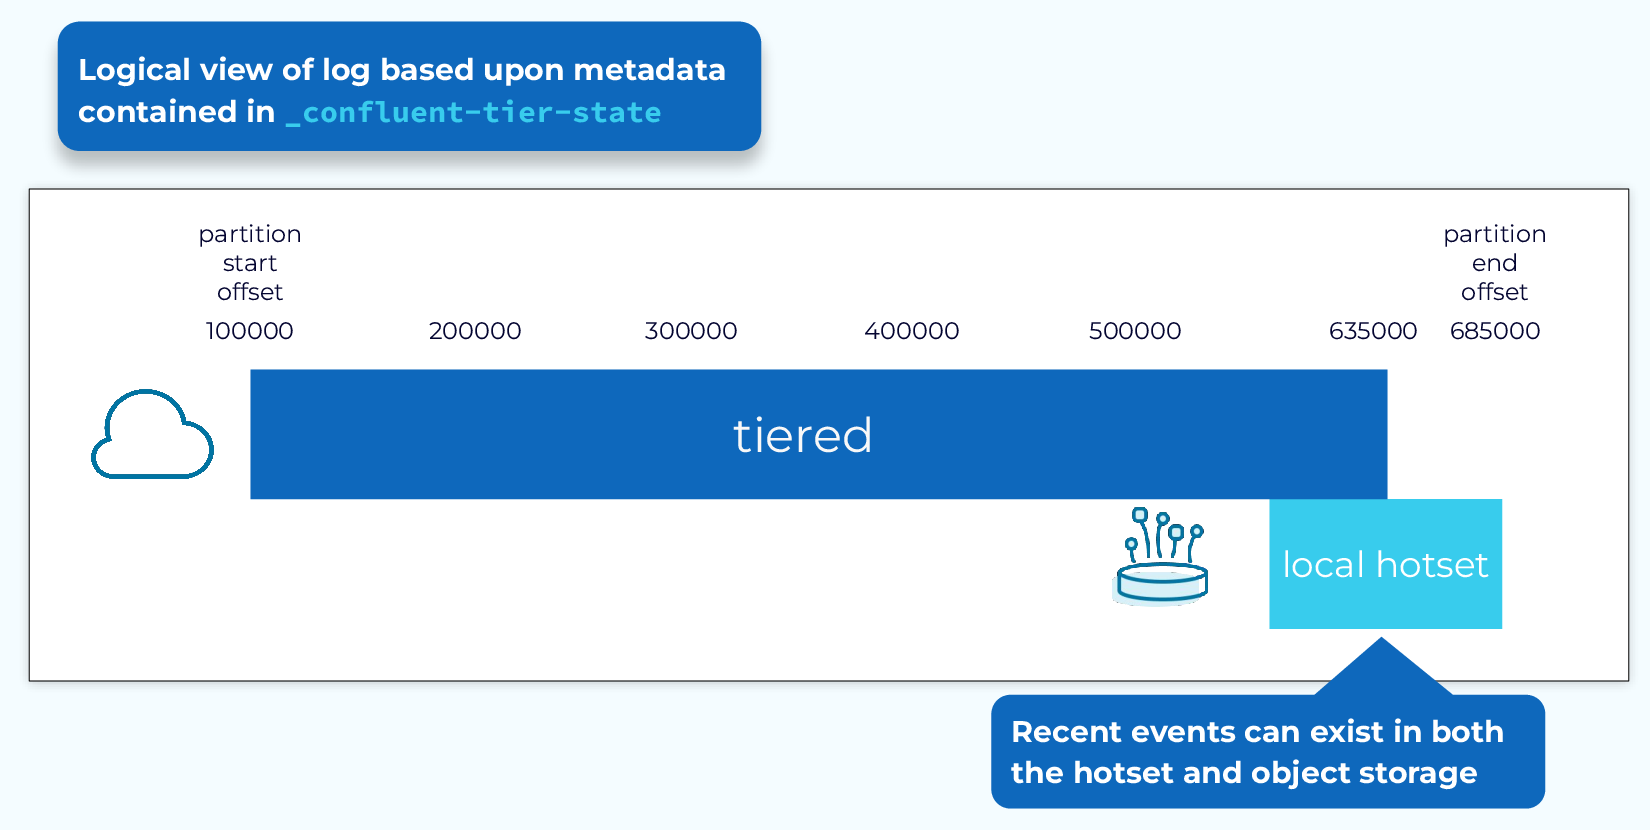 Logical view of log based upon metadata
contained in _confluent-tier-state
partition
start
offset
partition
end
offset
100000 200000 300000 400000 500000 635000 685000
tiered
local hotset
Recent events can exist in both
the hotset and object storage